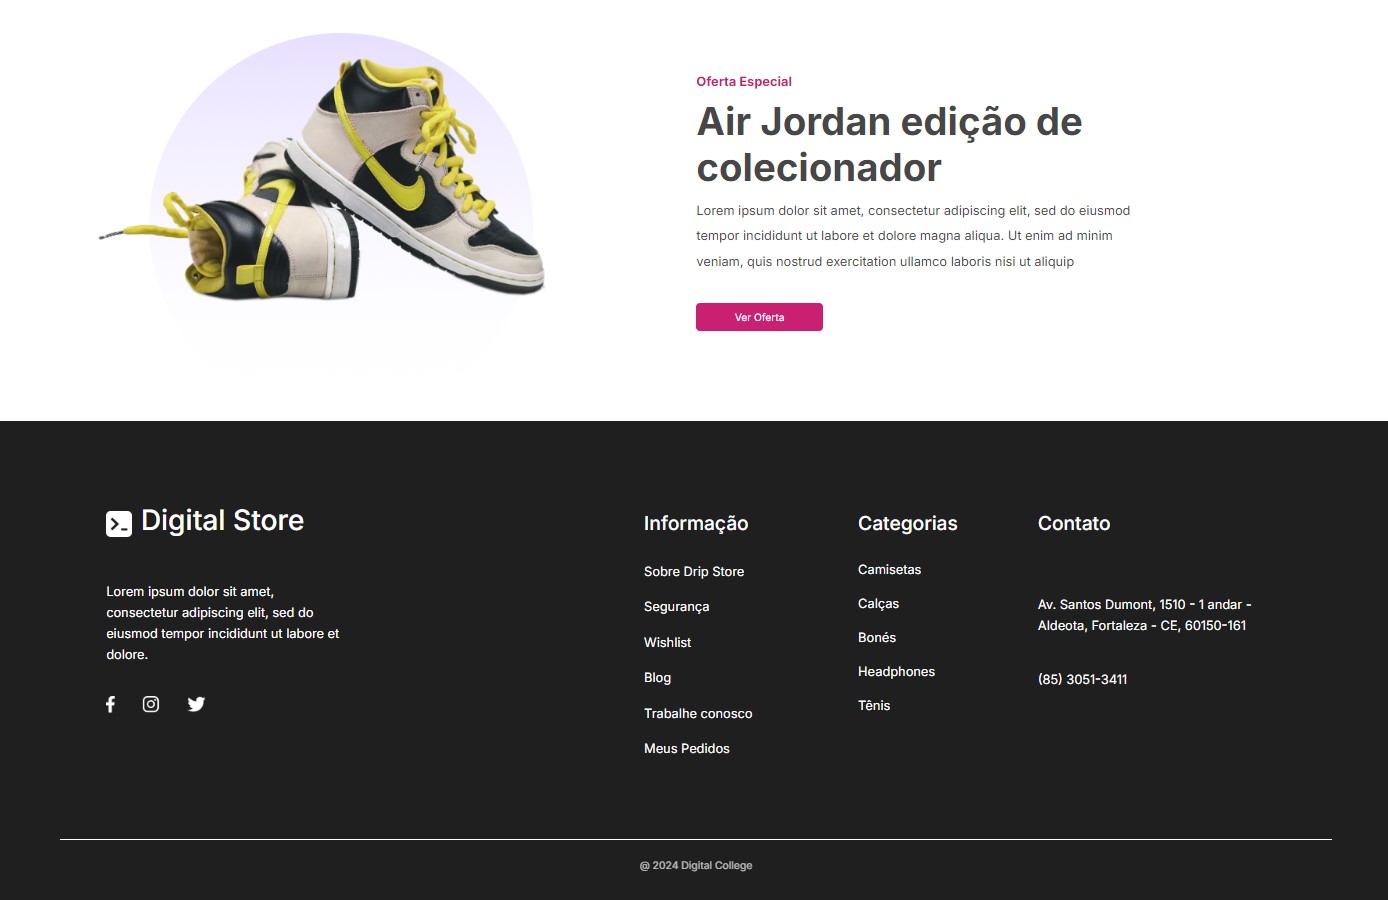 Oferta Especial
Air Jordan edição de
colecionador
Lorem ipsum dolor sit amet, consectetur adipiscing elit, sed do eiusmod
tempor incididunt ut labore et dolore magna aliqua. Ut enim ad minim
veniam, quis nostrud exercitation ullamco laboris nisi ut aliquip
Ver Oferta
Digital Store
Lorem ipsum dolor sit amet,
consectetur adipiscing elit, sed do
eiusmod tempor incididunt ut labore et
dolore.
Informação
Sobre Drip Store
Segurança
Wishlist
Blog
Trabalhe conosco
Meus Pedidos
Categorias
Camisetas
Calças
Bonés
Headphones
Tênis
Contato
Av. Santos Dumont, 1510 - 1 andar -
Aldeota, Fortaleza - CE, 60150-161
(85) 3051-3411
@ 2024 Digital College